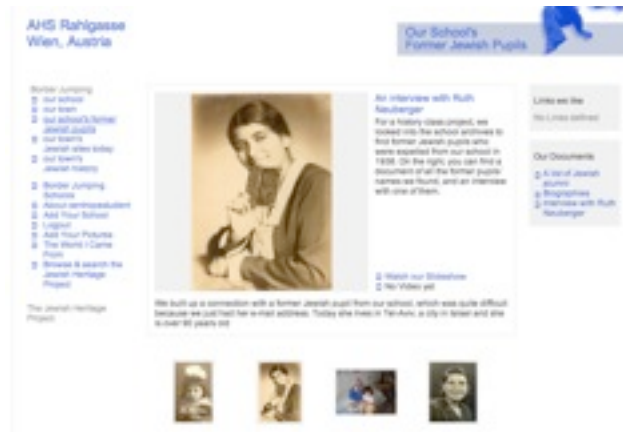 AHS Rahlgasse
Wien, Austria
Our School's
Former Jewish Pupils
Border Jumping
our school
our town
our school's former
Jewish pupils
our town's
Jewish sites today
our town's
Jewish history
Border Jumping
Schools
About centropastudent
Add Your School
Logout
Add Your Pictures
The World I Came
From
Browse & search the
Jewish Heritage
Project
The Jewish Heritage
Project
An interview with Ruth
Neuberger
For a history class project, we
looked into the school archives to
find former Jewish pupils who
were expelled from our school in
1938. On the right, you can find a
document of all the former pupils
names we found, and an interview
with one of them.
Watch our Slideshow
No Video yet
We built up a connection with a former Jewish pupil from our school, which was quite difficult
because we just had her e-mail address. Today she lives in Tel-Aviv, a city in Israel and she
is over 80 years old
Links we like
No Links defined
Our Documents
A list of Jewish
alumni
Biographies
Interview with Ruth
Neuberger